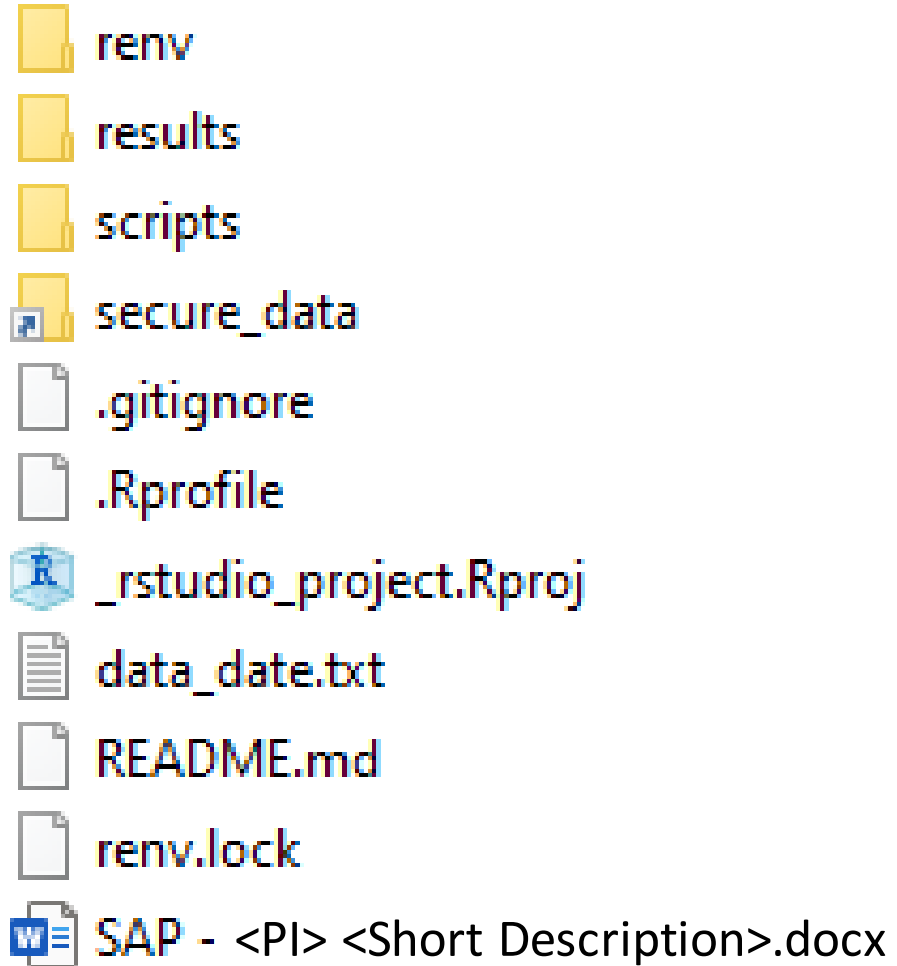 renv
results
scripts
secure_data
.gitignore
.Rprofile
R _rstudio_project.Rproj
data_date.txt
README.md
renv.lock
W SAP - <PI> <Short Description>.docx